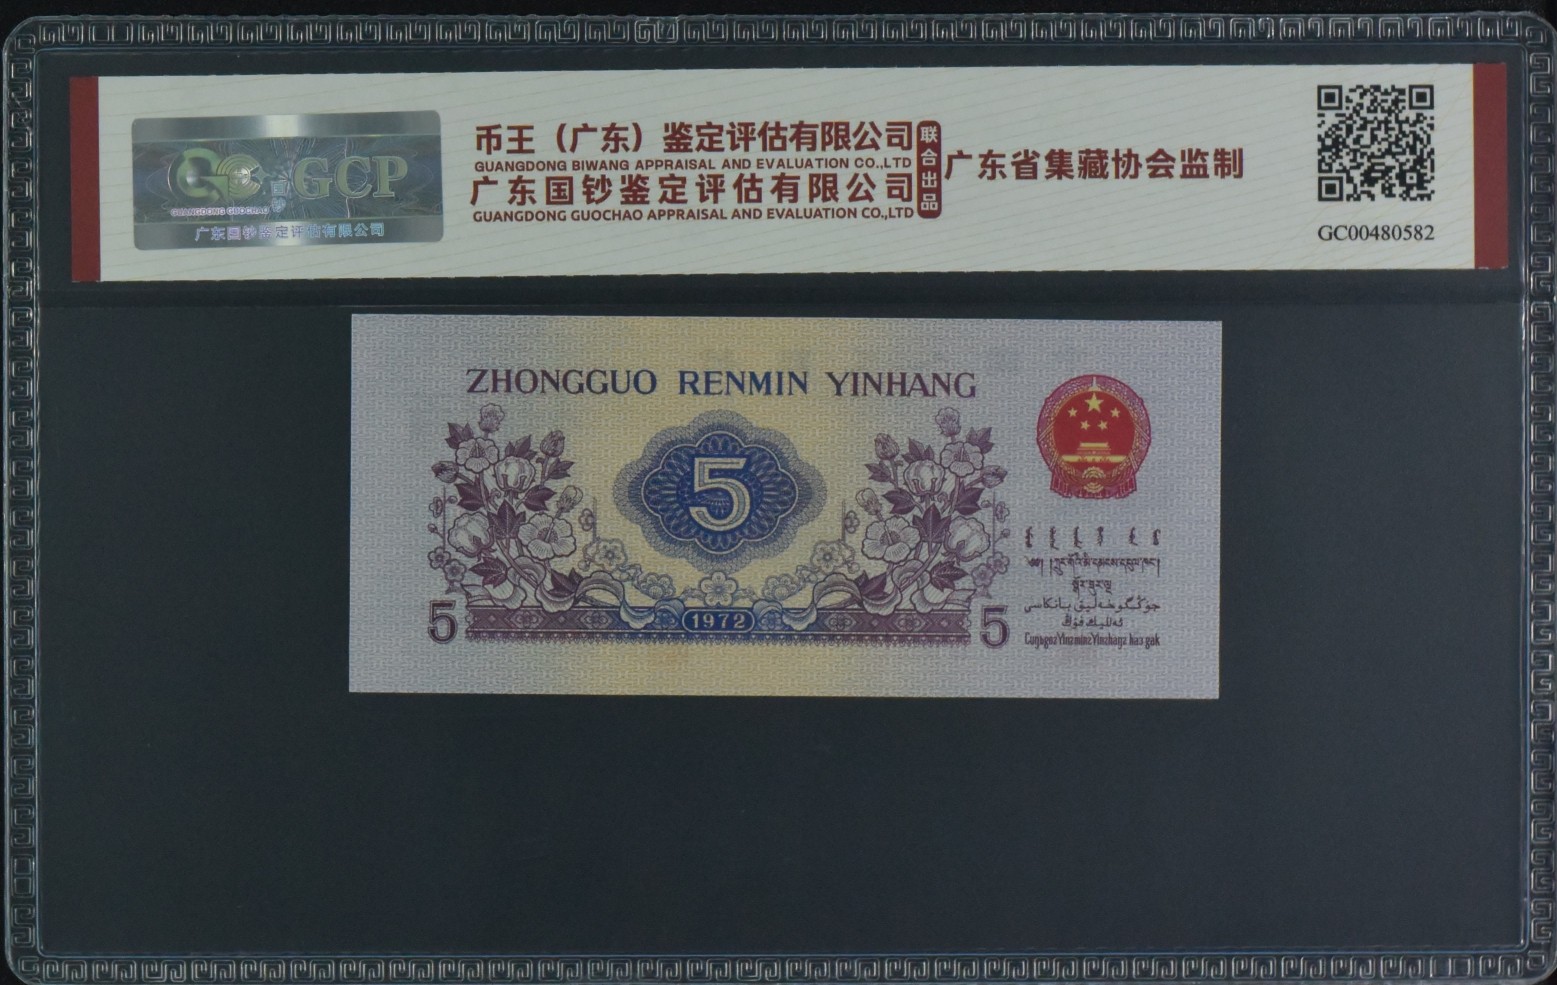 GCP
GUANGDONG GUOCHAO
广东国钞鉴定评估有限公司
币王（广东）鉴定评估有限公司
GUANGDONG BIWANG APPRAISAL AND EVALUATION CO.,LTD
广东国钞鉴定评估有限公司
GUANGDONG GUOCHAO APPRAISAL AND EVALUATION CO.,LTD
联合出品
广东省集藏协会监制
GC00480582
ZHONGGUO RENMIN YINHANG
5
5
1972
5